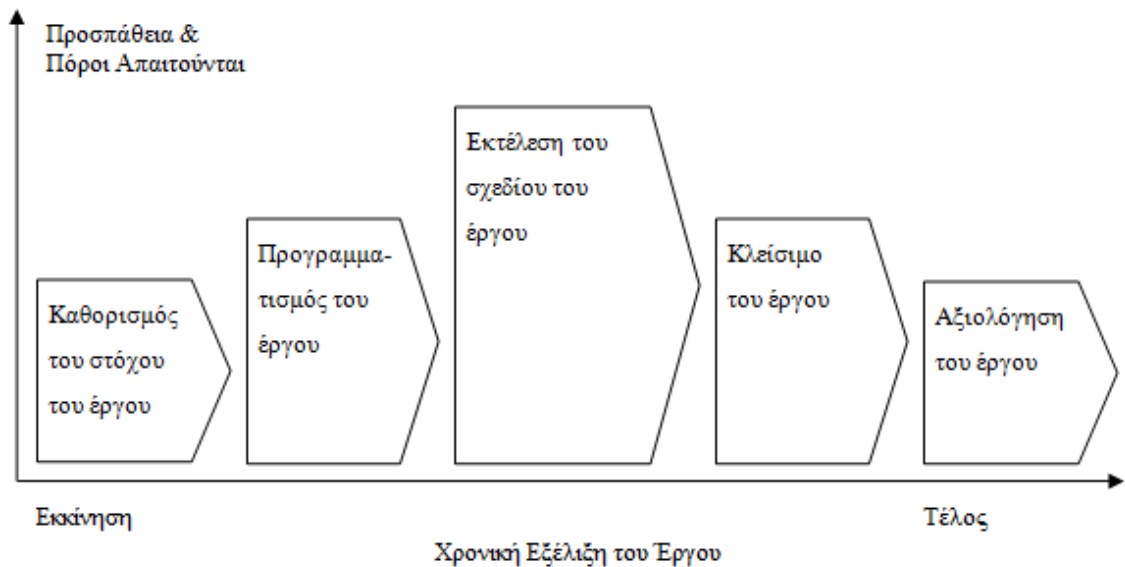 Προσπάθεια &
Πόροι Απαιτούνται
Καθορισμός
του στόχου
του έργου
Προγραμμα-
τισμός του
έργου
Εκτέλεση του
σχεδίου του
έργου
Κλείσιμο
του έργου
Αξιολόγηση
του έργου
Εκκίνηση
Τέλος
Χρονική Εξέλιξη του Έργου